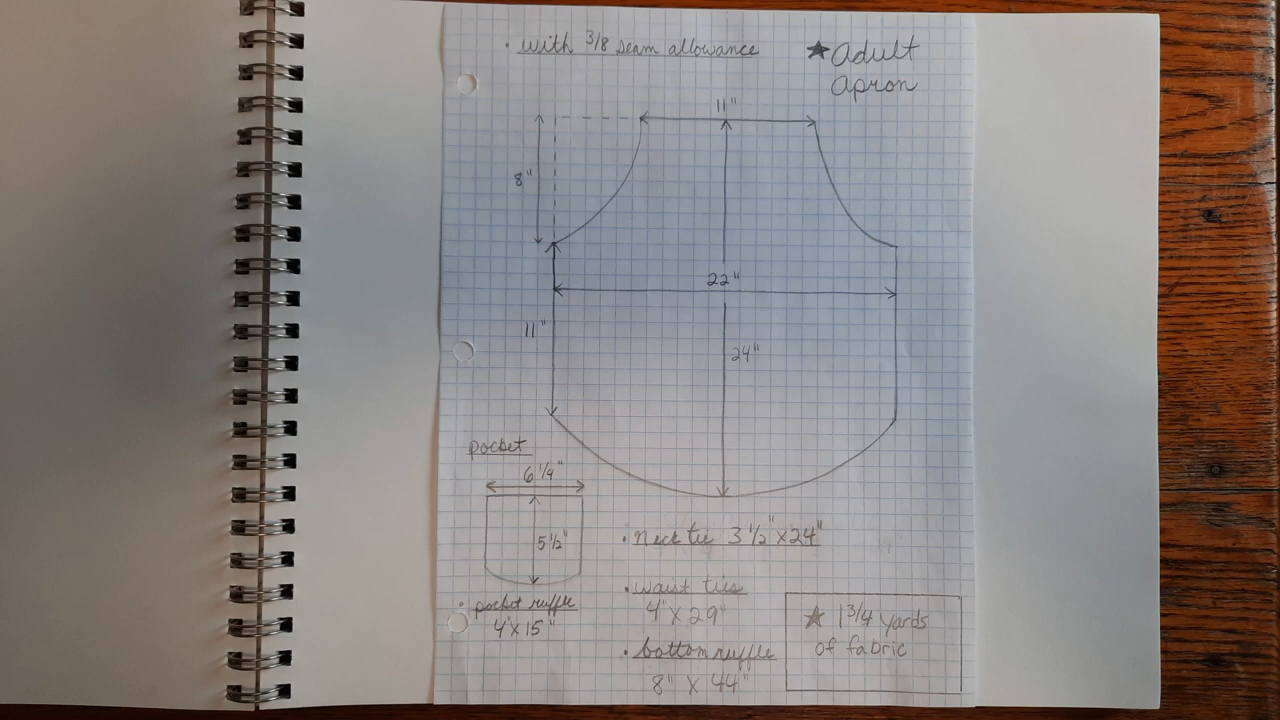 • with 3/8 seam allowance
★ Adult
Apron
11"
8"
22"
11"
24"
pocket
6 1/4"
5 1/2"
• Neck tie 3 1/2" x 24"
• waist ties
4" X 29"
• pocket ruffle
4" X 15"
• bottom ruffle
8" X 44"
★ 1 3/4 yards
of fabric